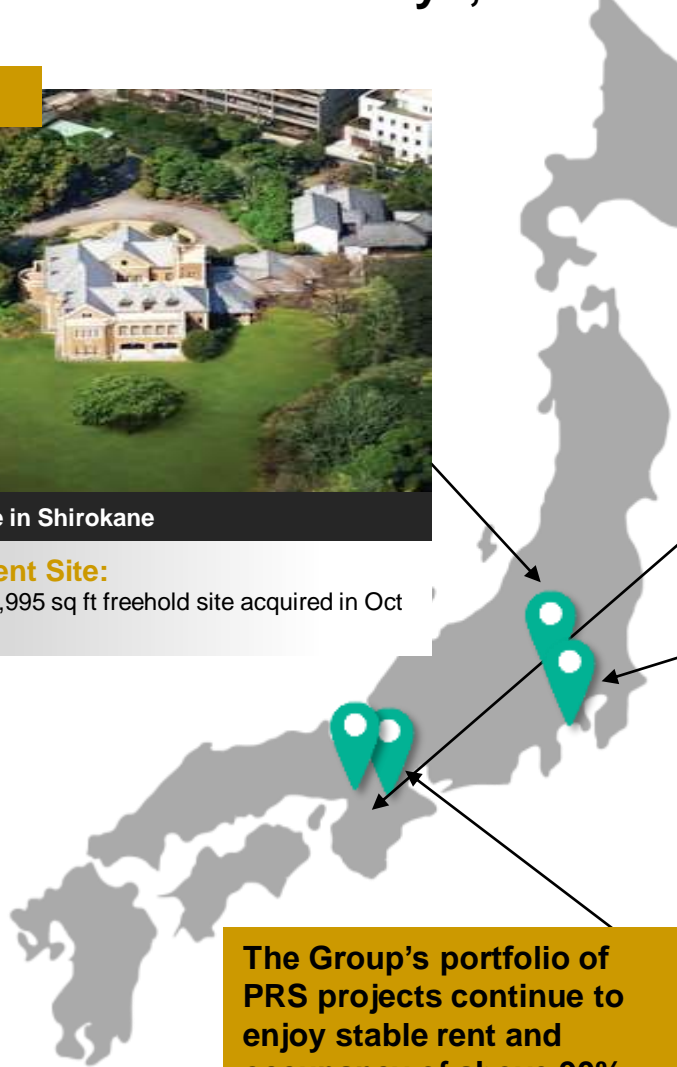 e in Shirokane
ent Site:
,995 sq ft freehold site acquired in Oct
The Group's portfolio of
PRS projects continue to
enjoy stable rent and